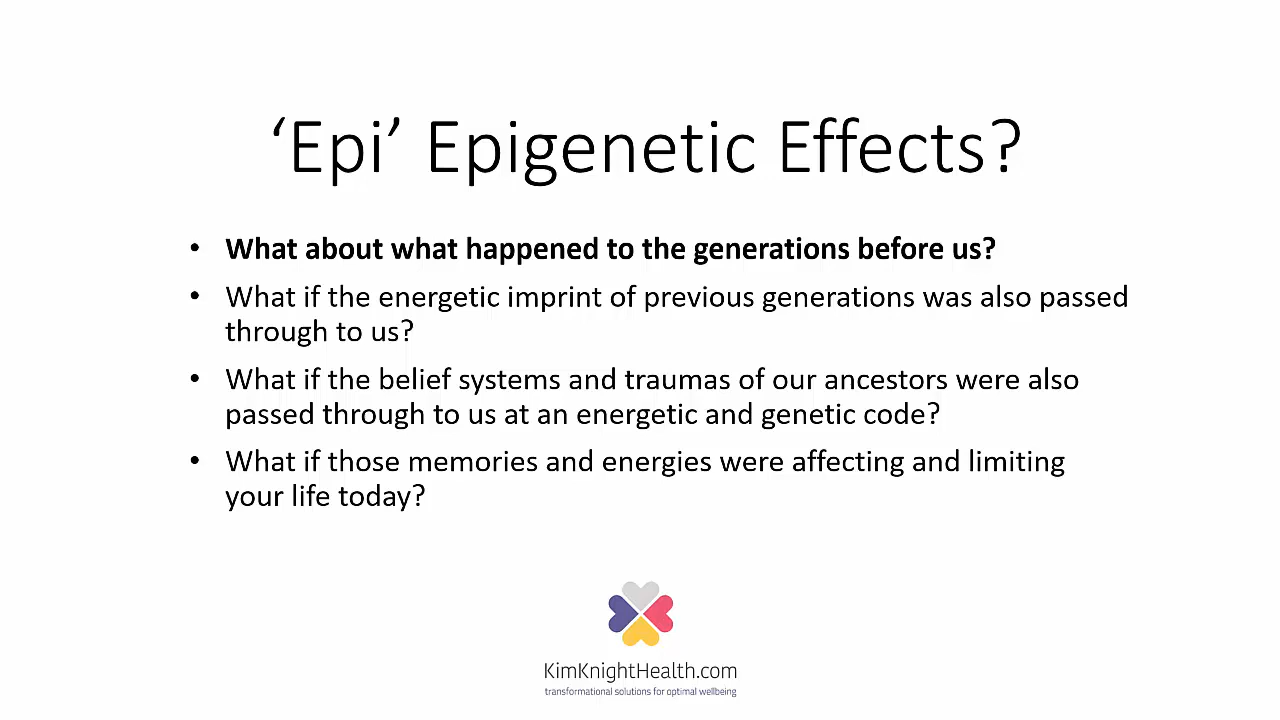 ‘Epi’ Epigenetic Effects?
• What about what happened to the generations before us?
• What if the energetic imprint of previous generations was also passed
through to us?
• What if the belief systems and traumas of our ancestors were also
passed through to us at an energetic and genetic code?
• What if those memories and energies were affecting and limiting
your life today?
KimKnightHealth.com
transformational solutions for optimal wellbeing